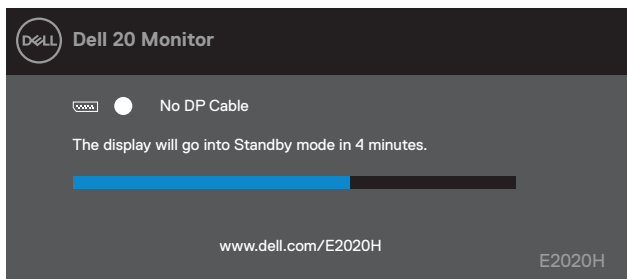 DELL Dell 20 Monitor
No DP Cable
The display will go into Standby mode in 4 minutes.
www.dell.com/E2020H
E2020H